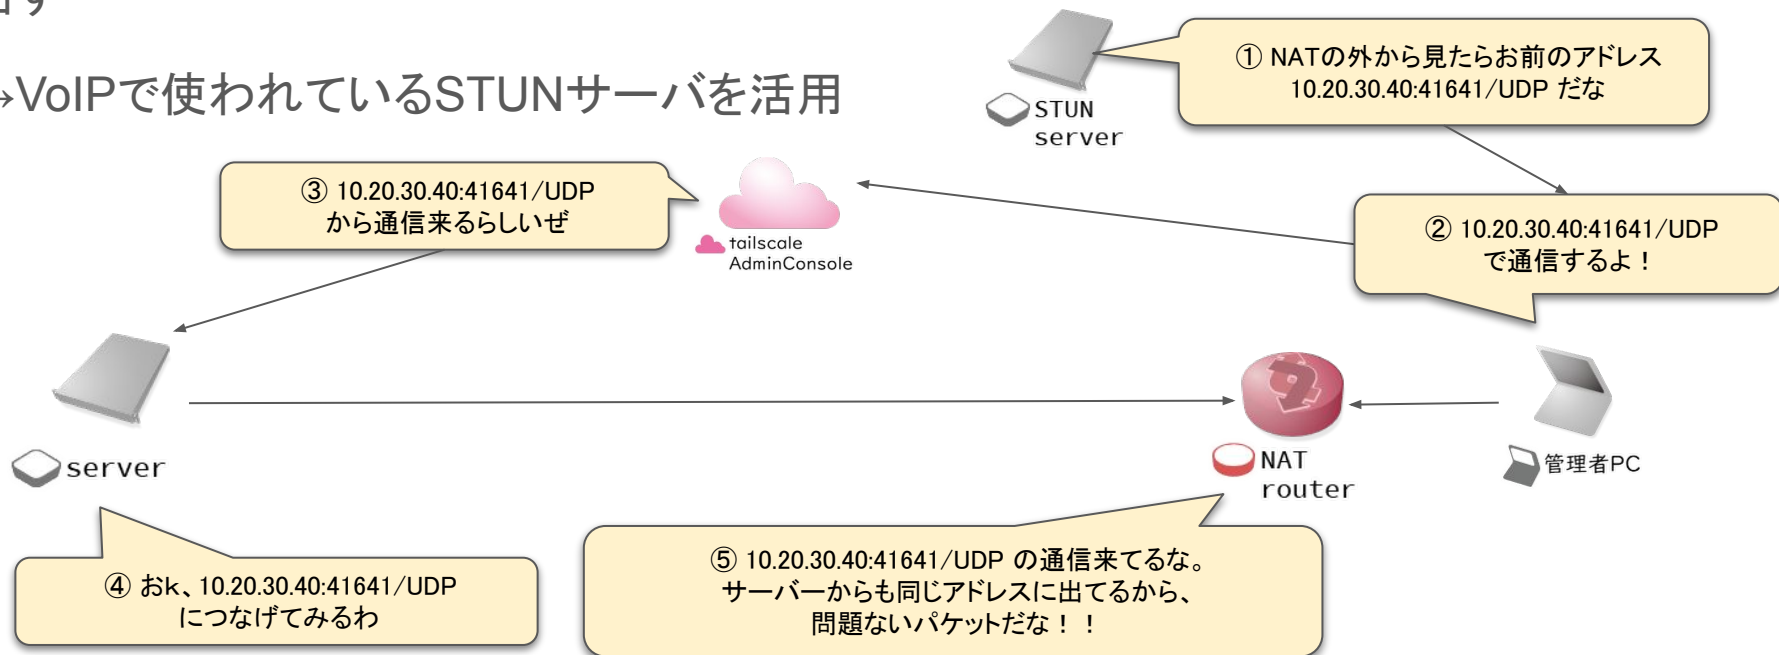 →VoIPで使われているSTUNサーバを活用
① NATの外から見たらお前のアドレス
10.20.30.40:41641/UDP だな
STUN
server
② 10.20.30.40:41641/UDP
で通信するよ！
③ 10.20.30.40:41641/UDP
から通信来るらしいぜ
tailscale
AdminConsole
server
NAT
router
管理者PC
④ おk、10.20.30.40:41641/UDP
につなげてみるわ
⑤ 10.20.30.40:41641/UDP の通信来てるな。
サーバーからも同じアドレスに出てるから、
問題ないパケットだな！！